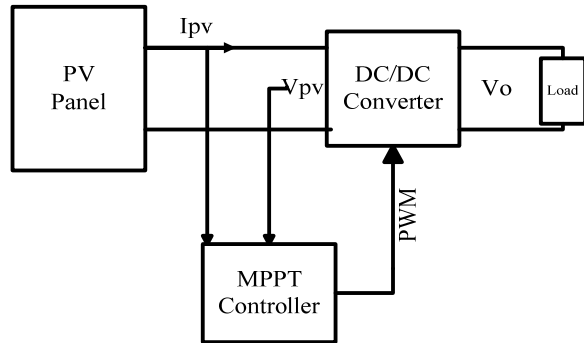 Ipv
PV
Panel
Vpv
DC/DC
Converter
Vo
Load
PWM
MPPT
Controller